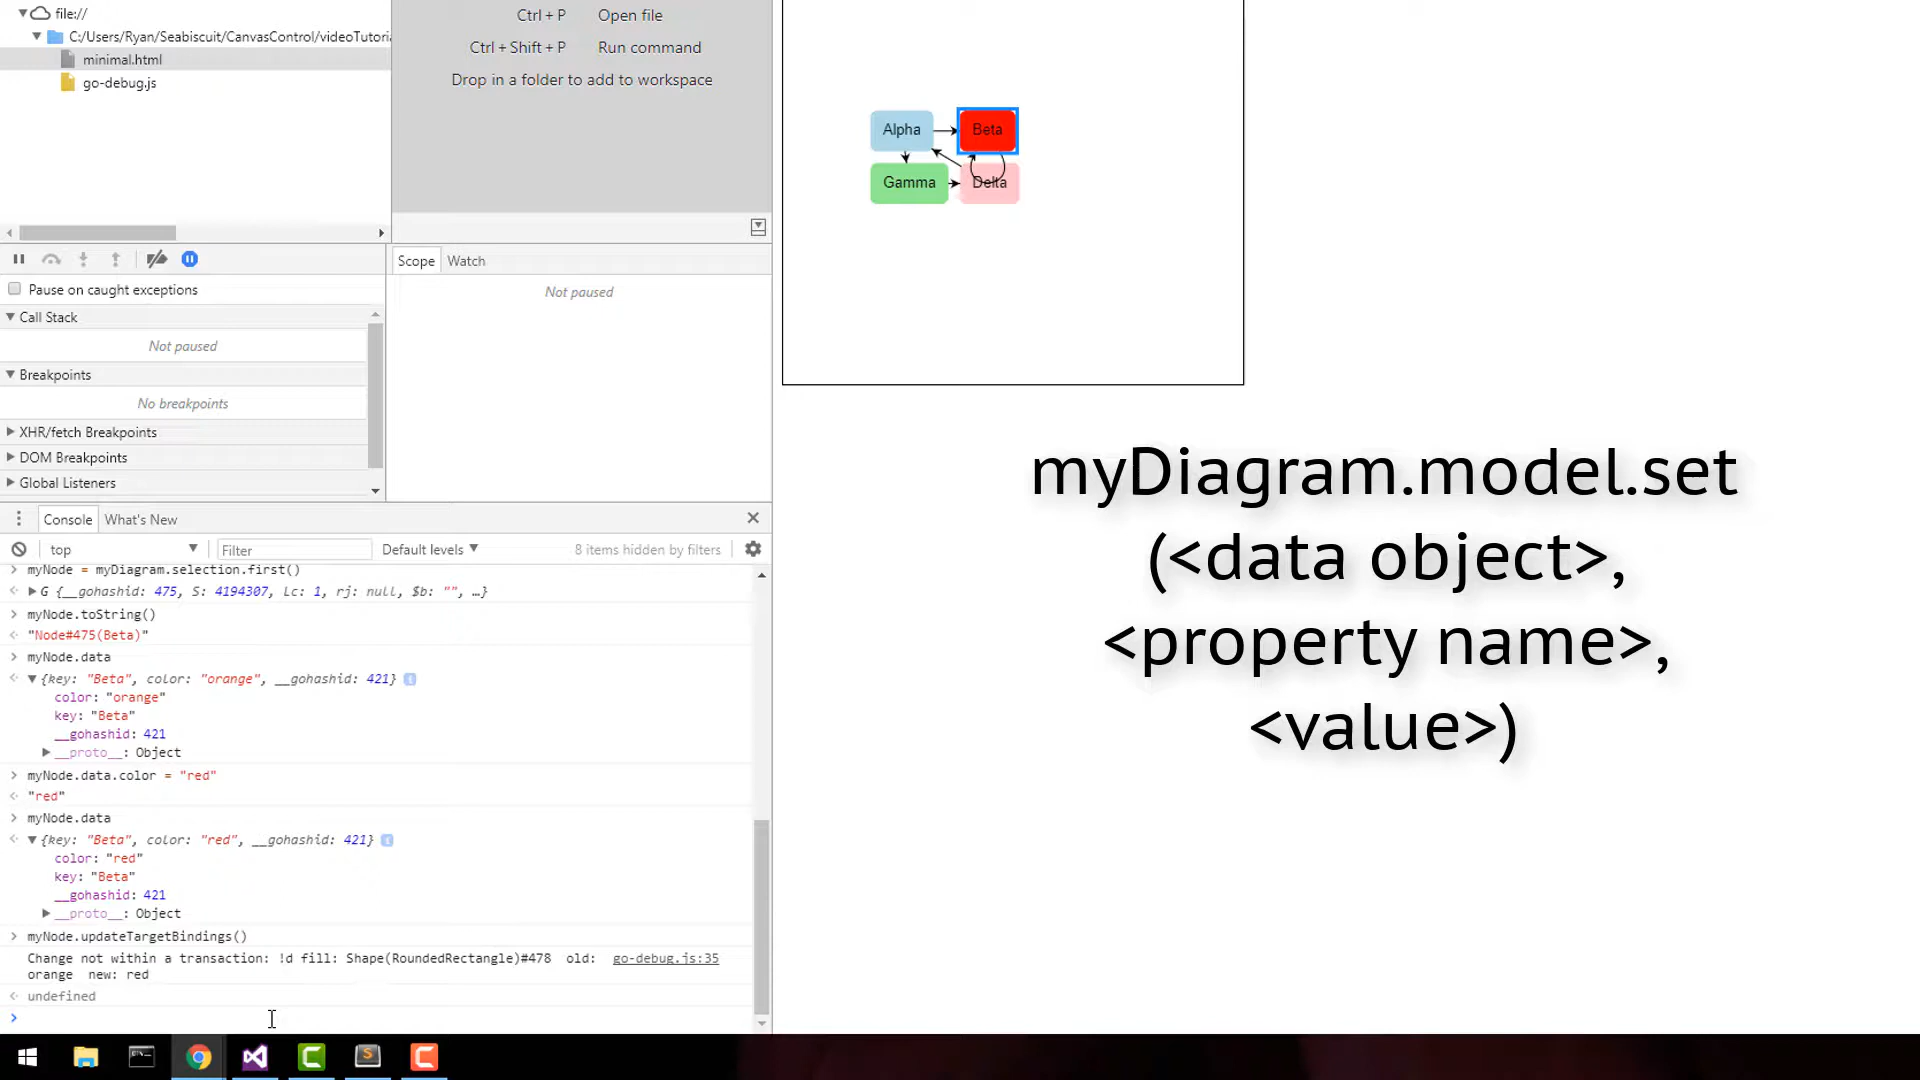 file://
C:/Users/Ryan/Seabiscuit/CanvasControl/videoTutori
minimal.html
go-debug.js
Ctrl + P Open file
Ctrl + Shift + P Run command
Drop in a folder to add to workspace
Pause on caught exceptions
Call Stack
Not paused
Breakpoints
No breakpoints
XHR/fetch Breakpoints
DOM Breakpoints
Global Listeners
Scope Watch
Not paused
Console What's New
top Filter Default levels 8 items hidden by filters
myNode = myDiagram.selection.first()
G {__gohashid: 475, S: 4194307, Lc: 1, rj: null, $b: "", …}
myNode.toString()
"Node#475(Beta)"
myNode.data
{key: "Beta", color: "orange", __gohashid: 421}
color: "orange"
key: "Beta"
__gohashid: 421
__proto__: Object
myNode.data.color = "red"
"red"
myNode.data
{key: "Beta", color: "red", __gohashid: 421}
color: "red"
key: "Beta"
__gohashid: 421
__proto__: Object
myNode.updateTargetBindings()
Change not within a transaction: !d fill: Shape(RoundedRectangle)#478 old: go-debug.js:35
orange new: red
undefined
Alpha Beta
Gamma Delta
myDiagram.model.set
(<data object>,
<property name>,
<value>)